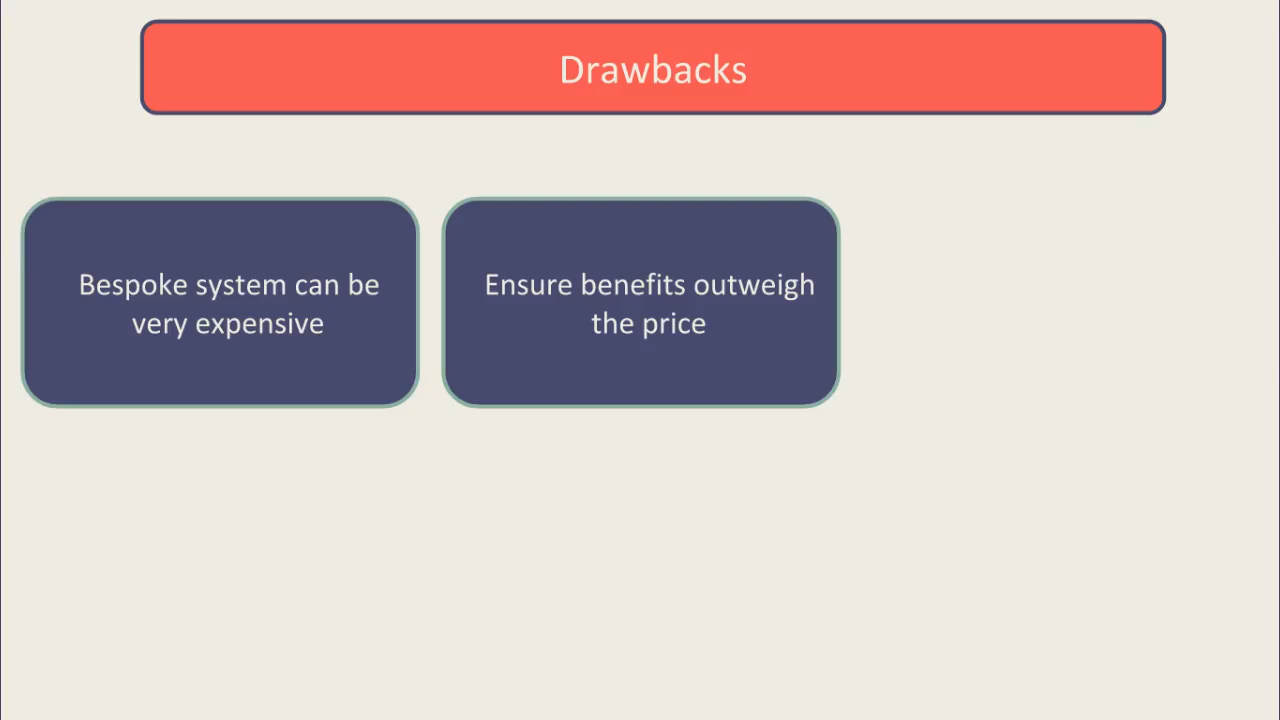 Drawbacks
Bespoke system can be
very expensive
Ensure benefits outweigh
the price